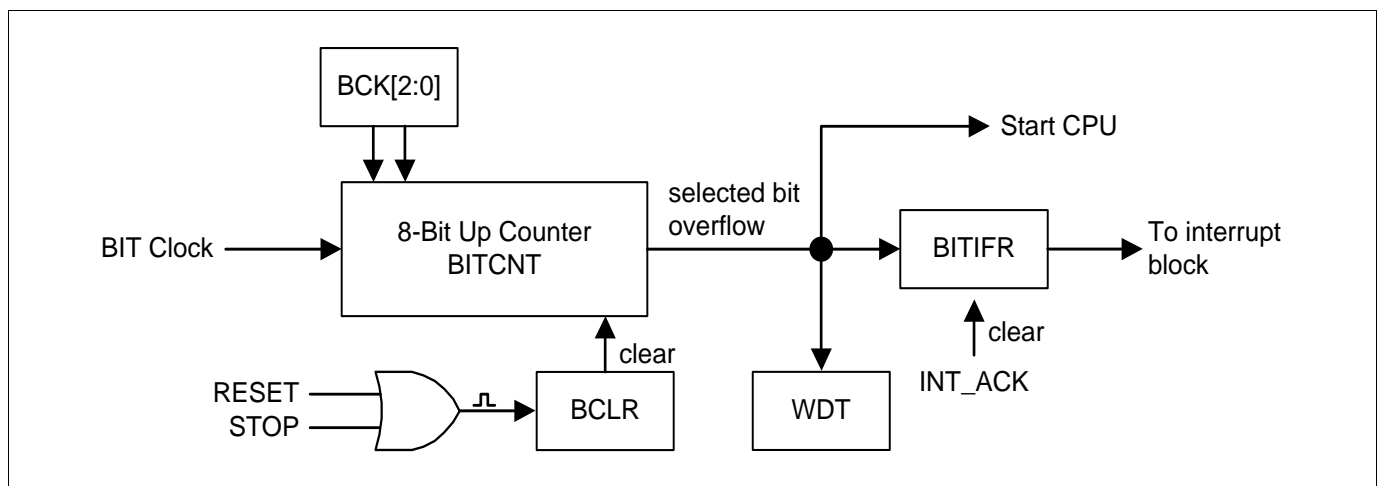 BCK[2:0]
Start CPU
selected bit
overflow
BIT Clock
8-Bit Up Counter
BITCNT
BITIFR
To interrupt
block
clear
clear
INT_ACK
RESET
STOP
BCLR
WDT